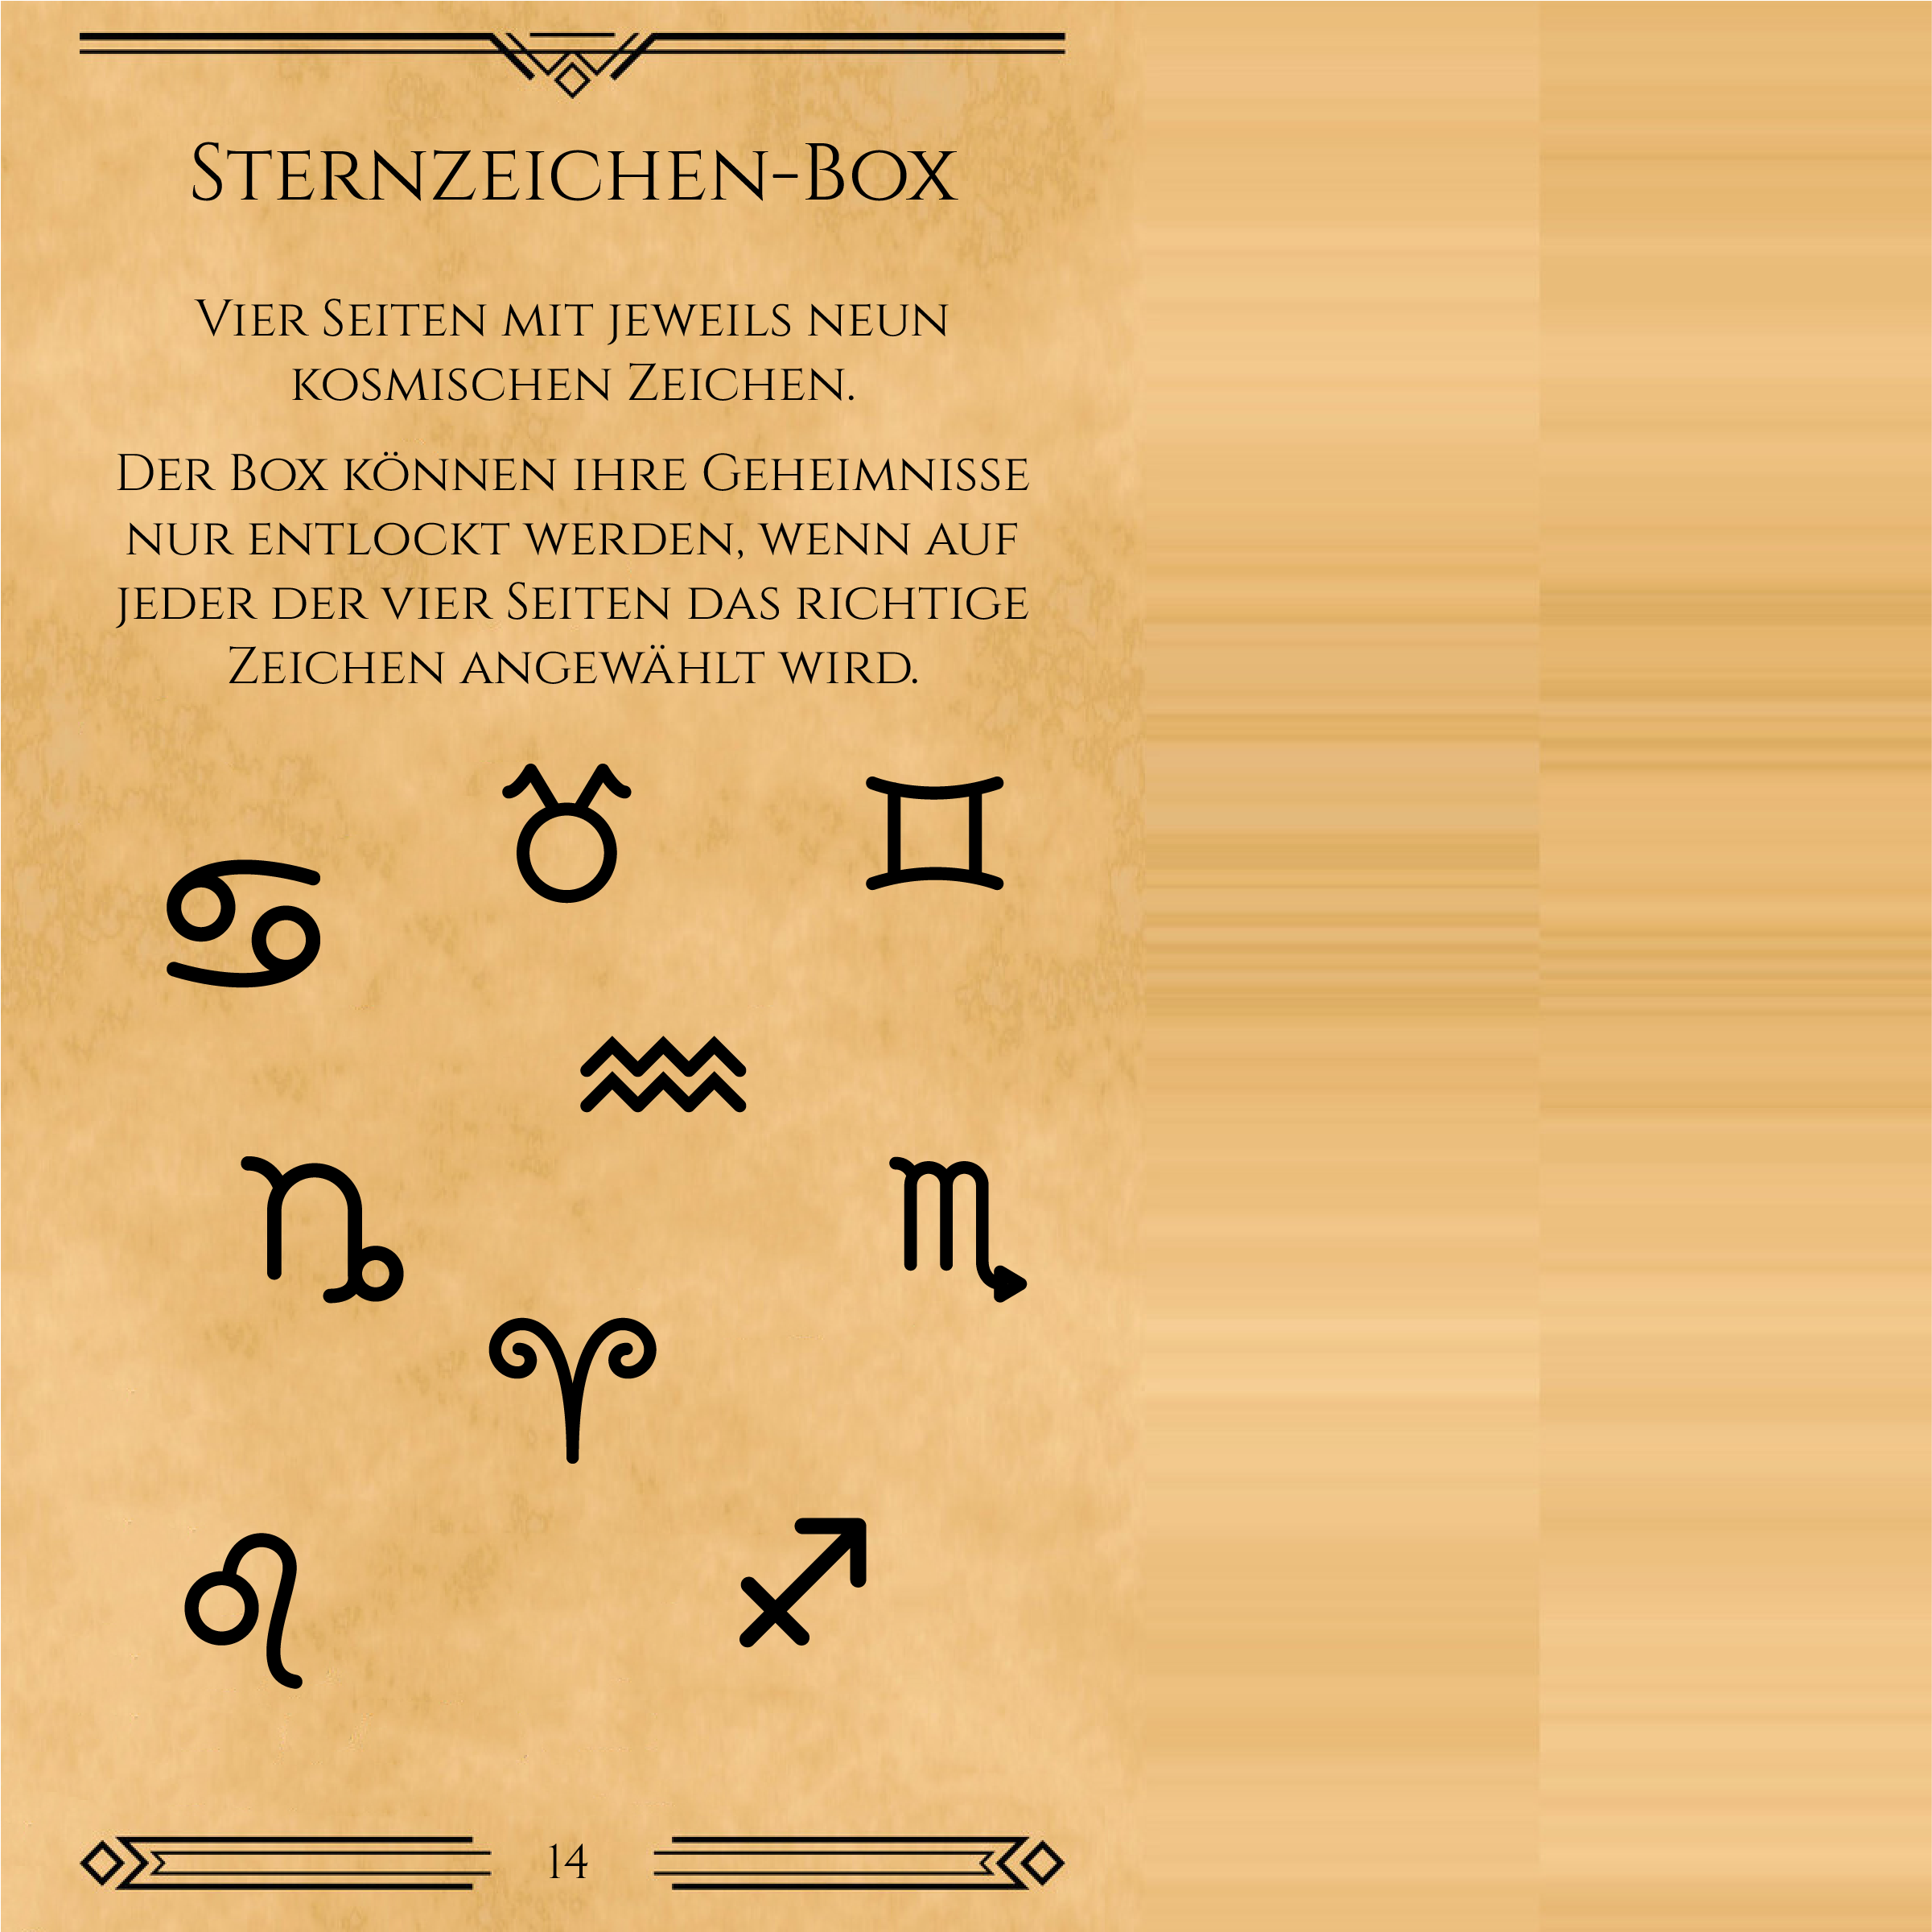 Sternzeichen-Box
Vier Seiten mit jeweils neun
kosmischen Zeichen.
Der Box können ihre Geheimnisse
nur entlockt werden, wenn auf
jeder der vier Seiten das richtige
Zeichen angewählt wird.
♉ ♊
♋
♒
♑ ♏
♈
♌ ♐
14